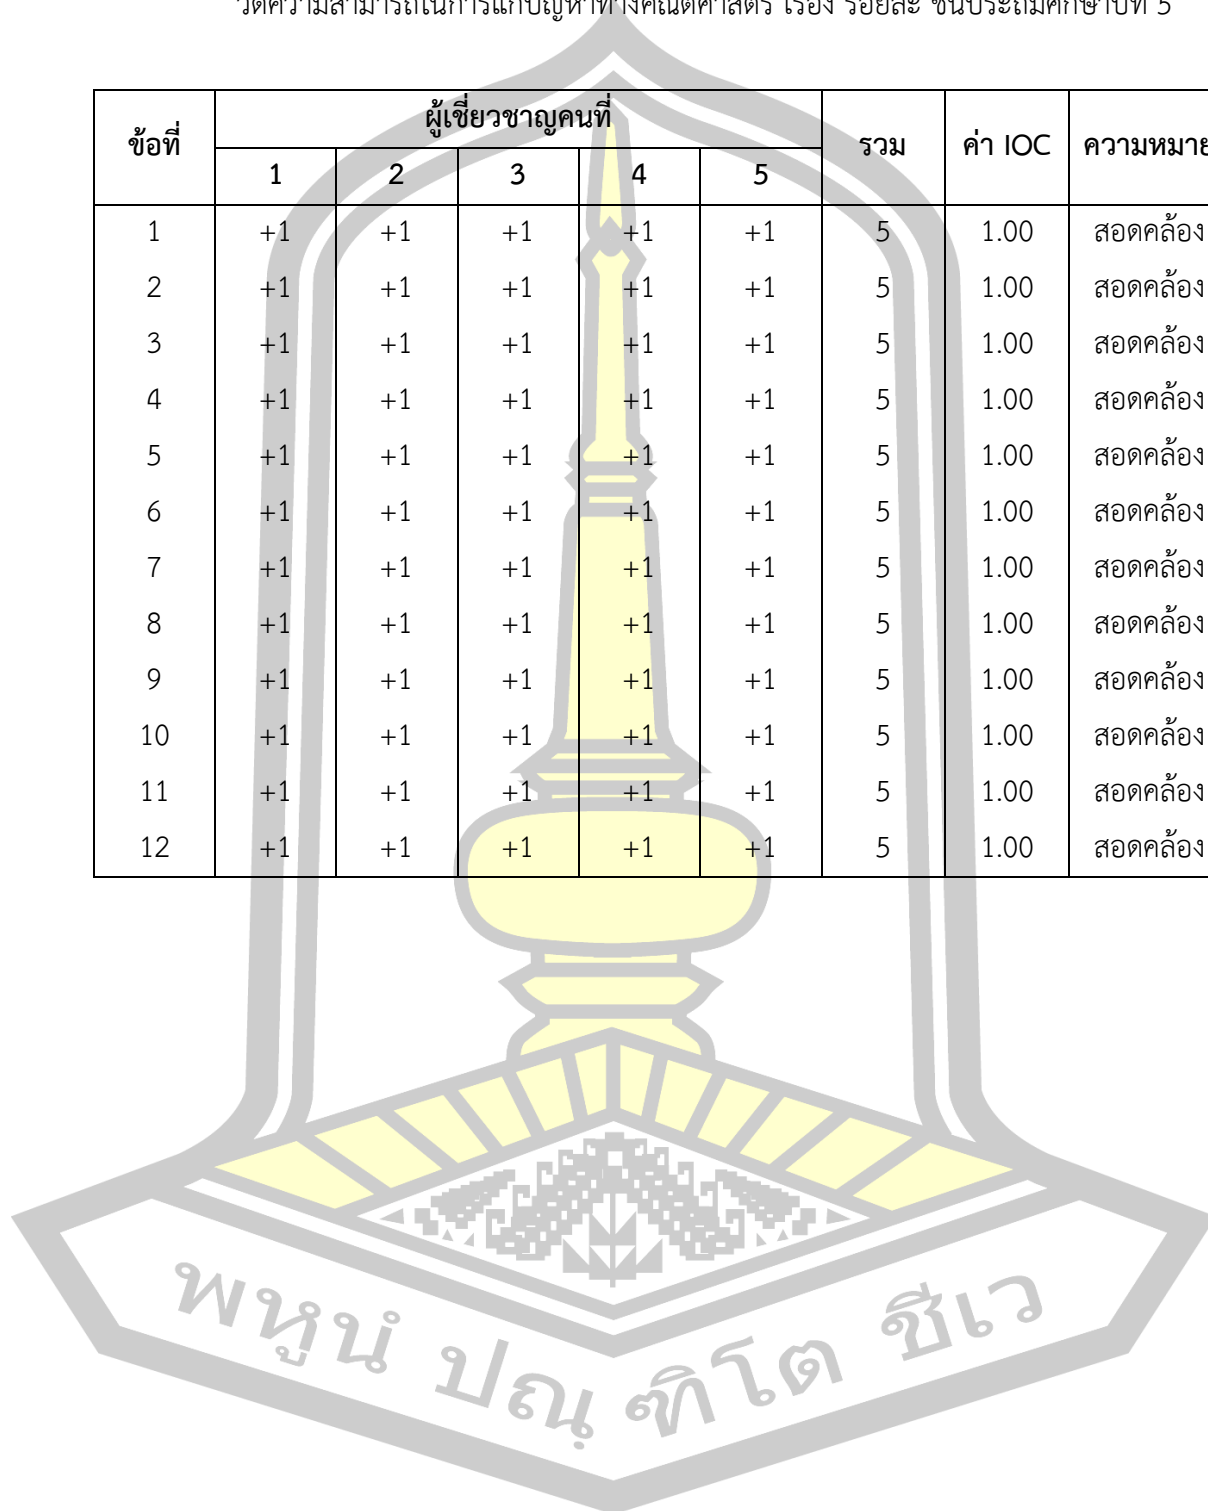 วัดความสามารถในการแก้ปัญหาทางคณิตศาสตร์ เรื่อง ร้อยละ ชั้นประถมศึกษาปีที่ 5
ข้อที่ ผู้เชี่ยวชาญคนที่ รวม ค่า IOC ความหมาย
1 2 3 4 5
1 +1 +1 +1 +1 +1 5 1.00 สอดคล้อง
2 +1 +1 +1 +1 +1 5 1.00 สอดคล้อง
3 +1 +1 +1 +1 +1 5 1.00 สอดคล้อง
4 +1 +1 +1 +1 +1 5 1.00 สอดคล้อง
5 +1 +1 +1 +1 +1 5 1.00 สอดคล้อง
6 +1 +1 +1 +1 +1 5 1.00 สอดคล้อง
7 +1 +1 +1 +1 +1 5 1.00 สอดคล้อง
8 +1 +1 +1 +1 +1 5 1.00 สอดคล้อง
9 +1 +1 +1 +1 +1 5 1.00 สอดคล้อง
10 +1 +1 +1 +1 +1 5 1.00 สอดคล้อง
11 +1 +1 +1 +1 +1 5 1.00 สอดคล้อง
12 +1 +1 +1 +1 +1 5 1.00 สอดคล้อง
พหูนํ ปณฺ ฑิโต ชีเว